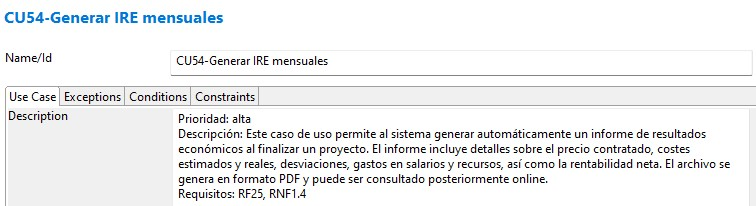 CU54-Generar IRE mensuales
Name/Id
CU54-Generar IRE mensuales
Use Case Exceptions Conditions Constraints
Description
Prioridad: alta
Descripción: Este caso de uso permite al sistema generar automáticamente un informe de resultados
económicos al finalizar un proyecto. El informe incluye detalles sobre el precio contratado, costes
estimados y reales, desviaciones, gastos en salarios y recursos, así como la rentabilidad neta. El archivo se
genera en formato PDF y puede ser consultado posteriormente online.
Requisitos: RF25, RNF1.4